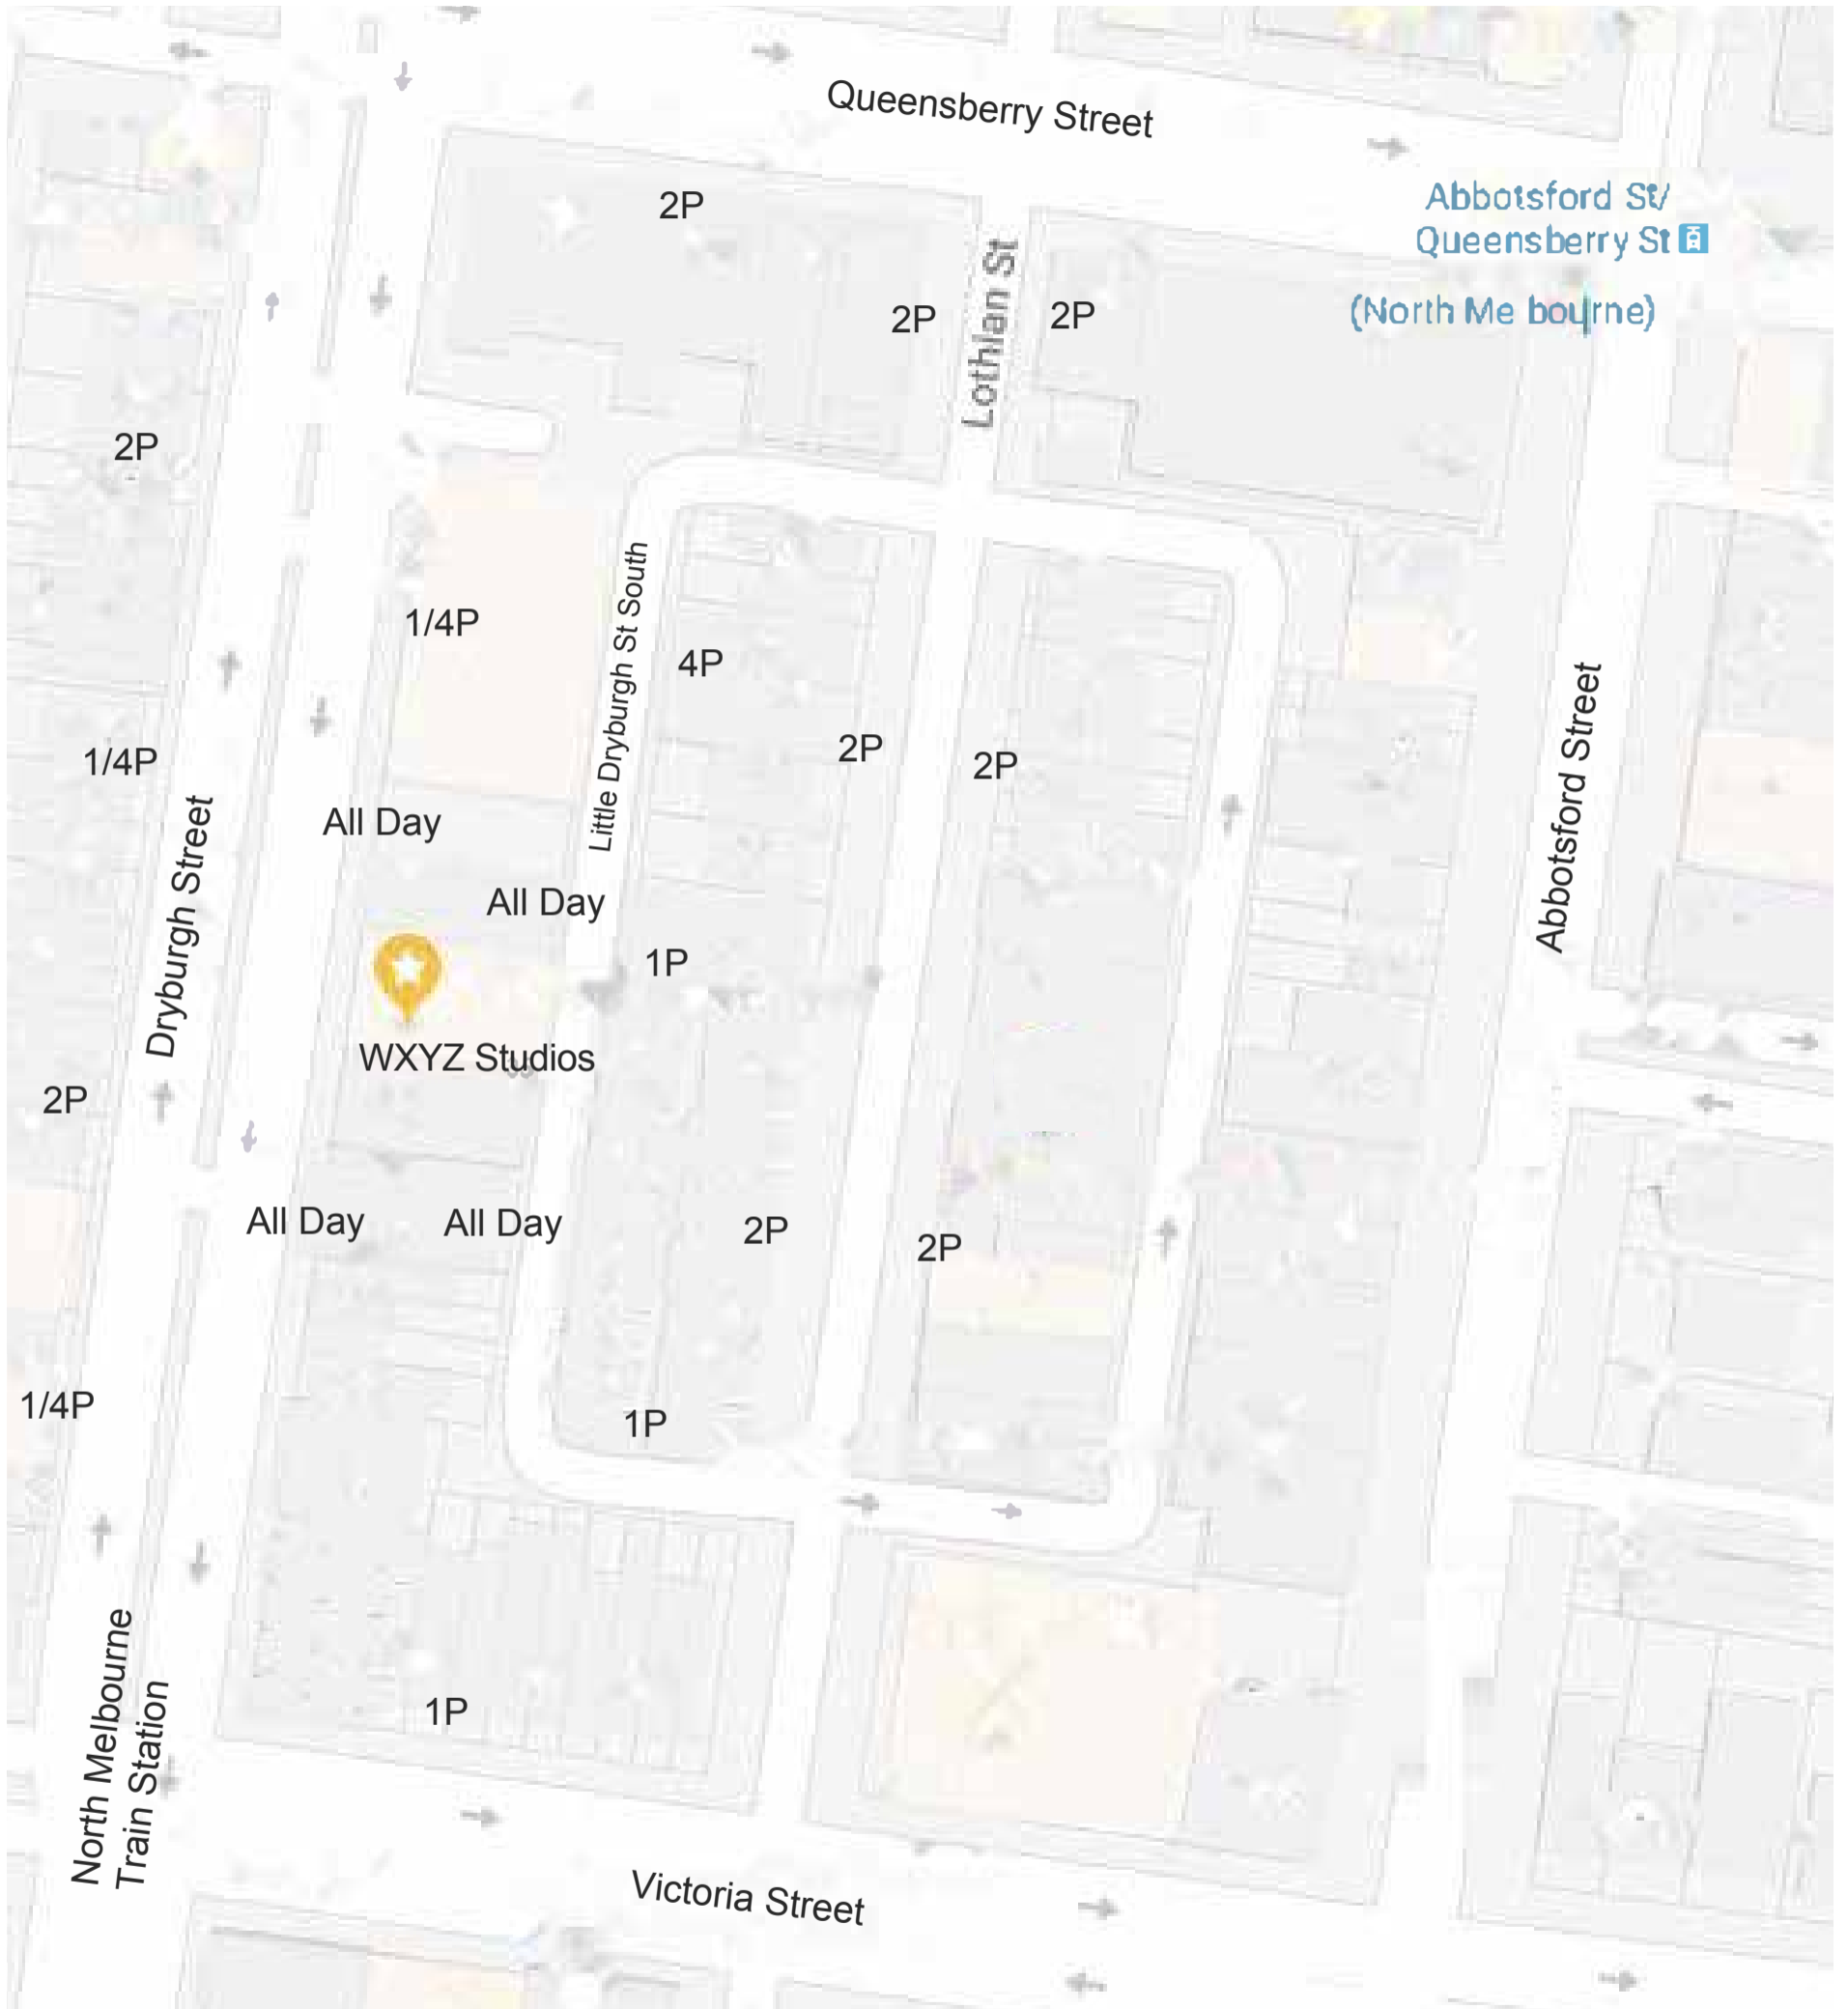 Queensberry Street
Abbotsford St/
Queensberry St
(North Me bourne)
2P
Lothian St
2P
2P
2P
1/4P
Little Dryburgh St South
4P
1/4P
2P
2P
All Day
Dryburgh Street
Abbotsford Street
All Day
1P
WXYZ Studios
2P
All Day
All Day
2P
2P
1/4P
1P
1P
North Melbourne
Train Station
Victoria Street